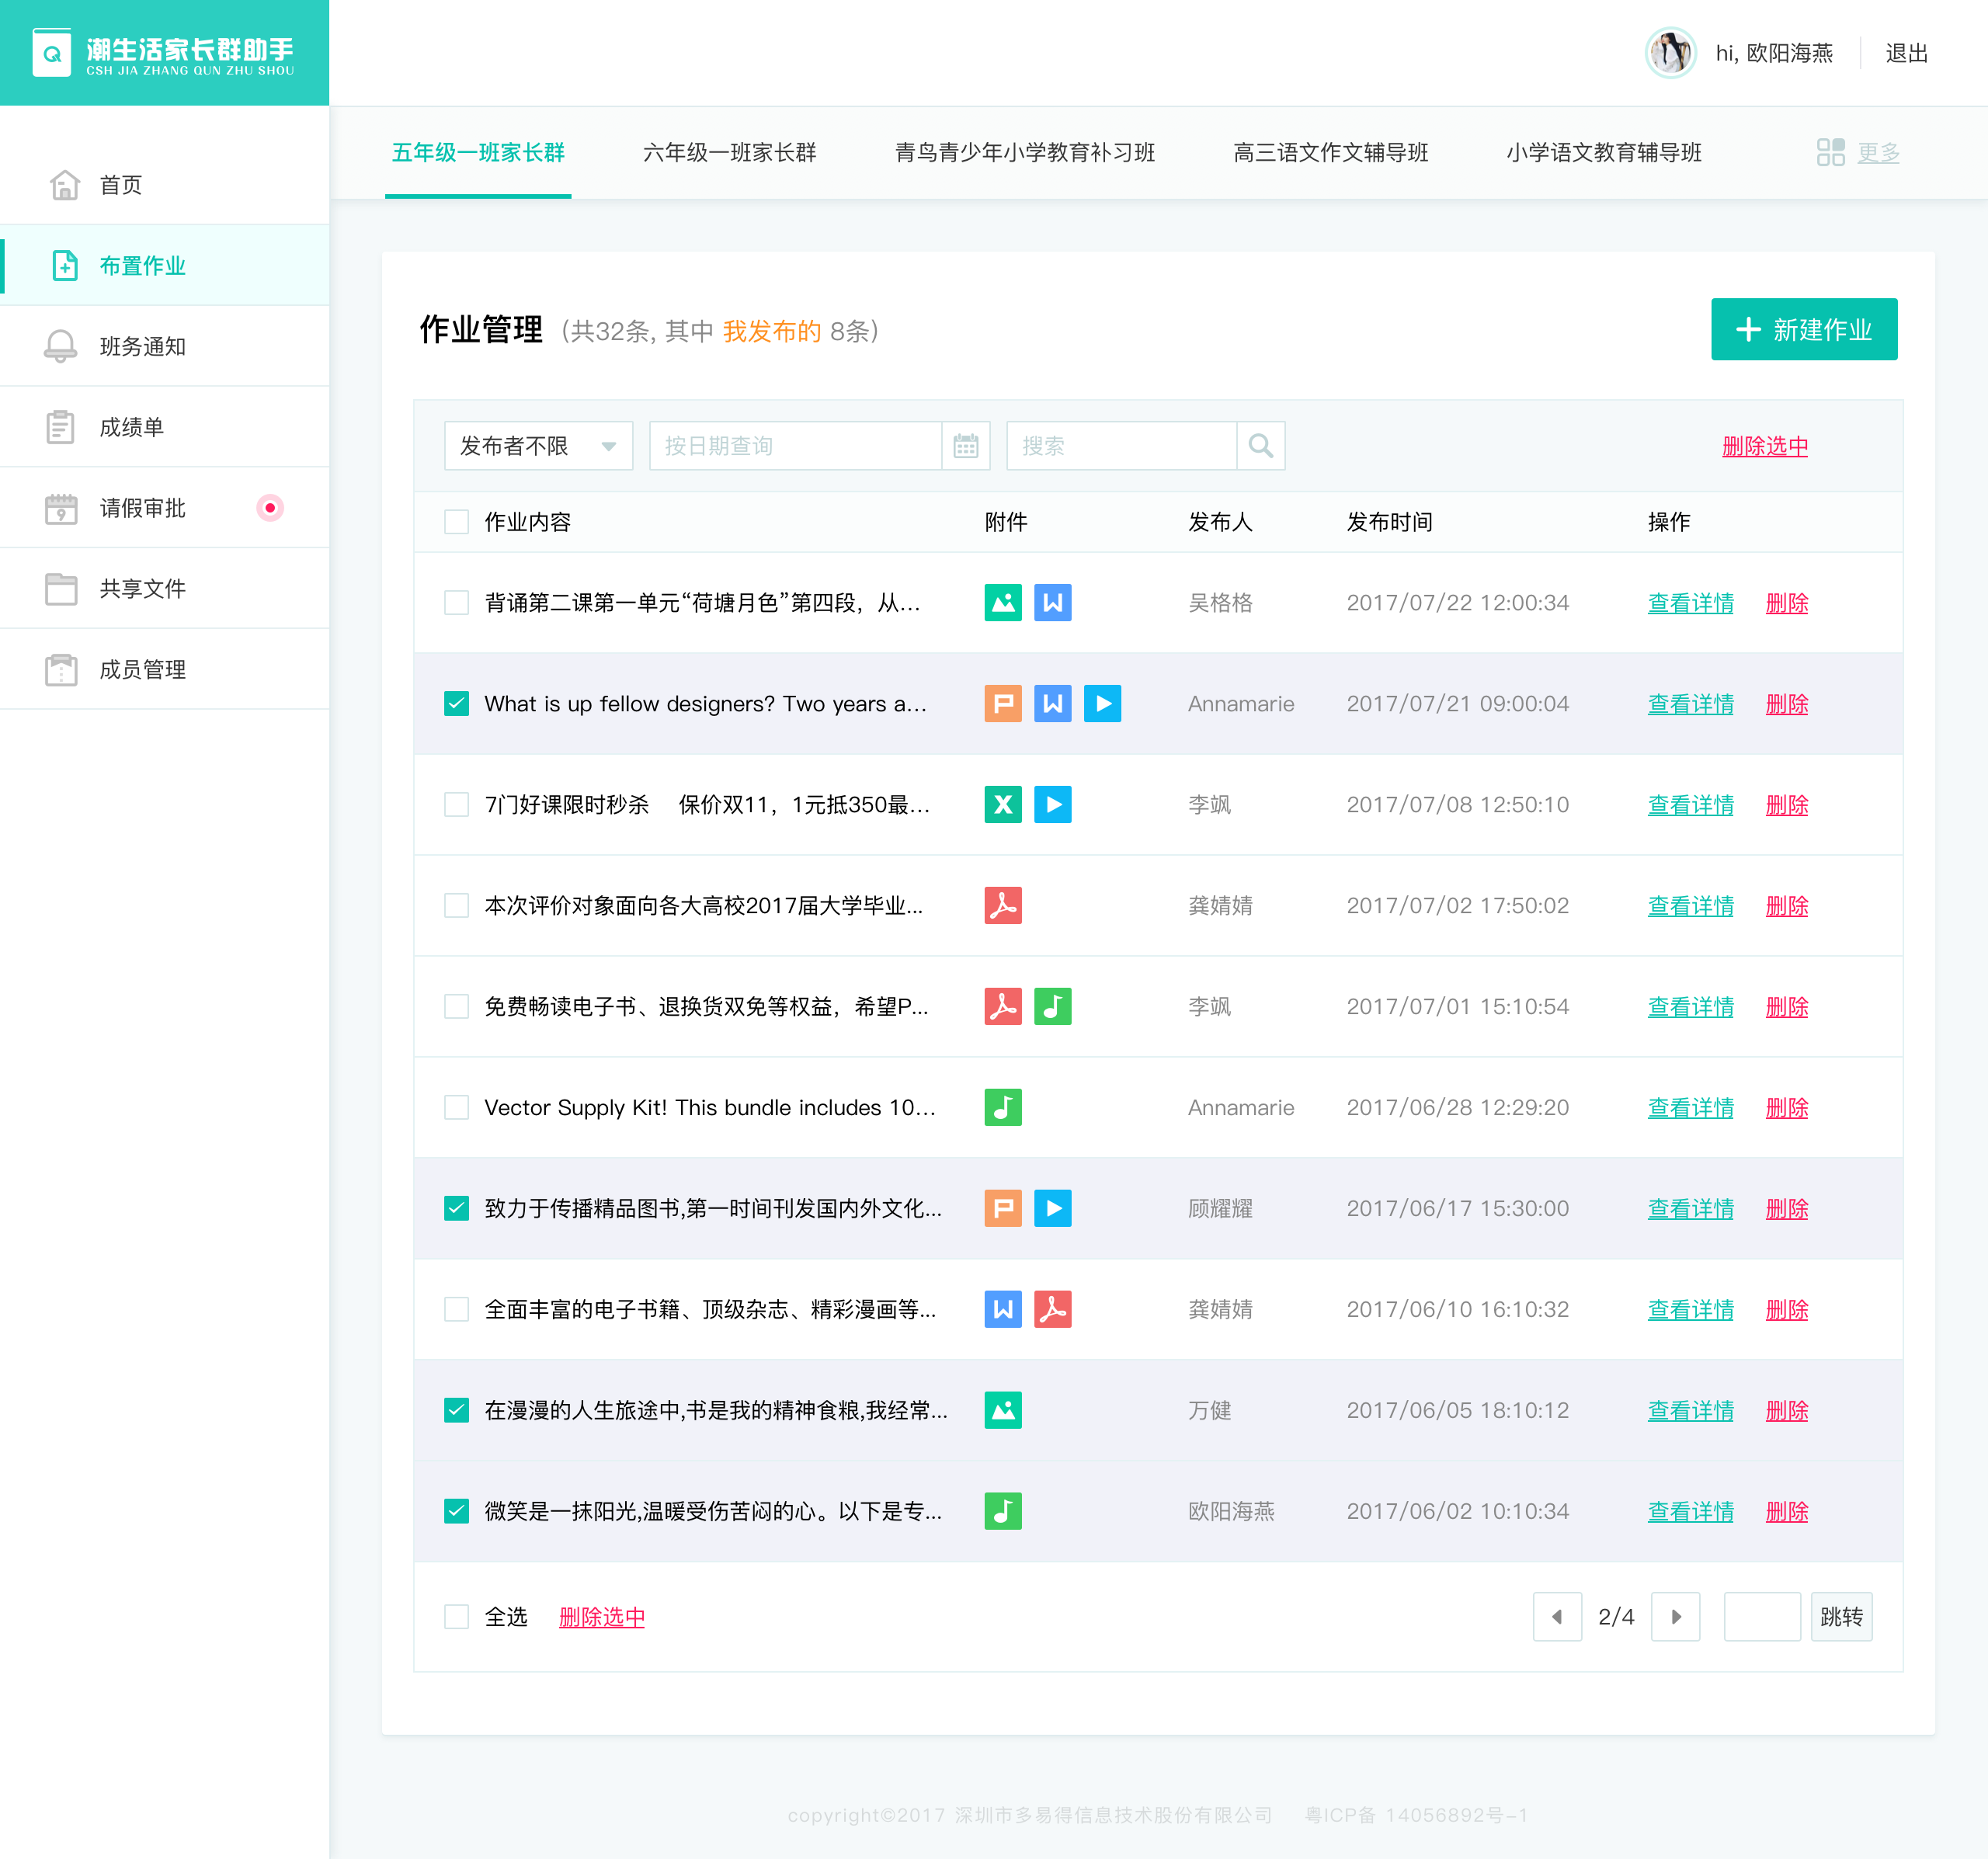 潮生活家长群助手
CSH JIA ZHANG QUN ZHU SHOU
hi, 欧阳海燕 退出
五年级一班家长群 六年级一班家长群 青鸟青少年小学教育补习班 高三语文作文辅导班 小学语文教育辅导班 更多
首页
布置作业
班务通知
成绩单
请假审批
共享文件
成员管理
作业管理 (共32条, 其中 我发布的 8条)
新建作业
发布者不限 按日期查询 搜索 删除选中
作业内容 附件 发布人 发布时间 操作
背诵第二课第一单元“荷塘月色”第四段，从... W 吴格格 2017/07/22 12:00:34 查看详情 删除
What is up fellow designers? Two years a... P W Annamarie 2017/07/21 09:00:04 查看详情 删除
7门好课限时秒杀 保价双11，1元抵350最... X 李飒 2017/07/08 12:50:10 查看详情 删除
本次评价对象面向各大高校2017届大学毕业... 龚婧婧 2017/07/02 17:50:02 查看详情 删除
免费畅读电子书、退换货双免等权益，希望P... 李飒 2017/07/01 15:10:54 查看详情 删除
Vector Supply Kit! This bundle includes 10... Annamarie 2017/06/28 12:29:20 查看详情 删除
致力于传播精品图书,第一时间刊发国内外文化... P 顾耀耀 2017/06/17 15:30:00 查看详情 删除
全面丰富的电子书籍、顶级杂志、精彩漫画等... W 龚婧婧 2017/06/10 16:10:32 查看详情 删除
在漫漫的人生旅途中,书是我的精神食粮,我经常... 万健 2017/06/05 18:10:12 查看详情 删除
微笑是一抹阳光,温暖受伤苦闷的心。以下是专... 欧阳海燕 2017/06/02 10:10:34 查看详情 删除
全选 删除选中 2/4 跳转
copyright©2017 深圳市多易得信息技术股份有限公司 粤ICP备 14056892号-1